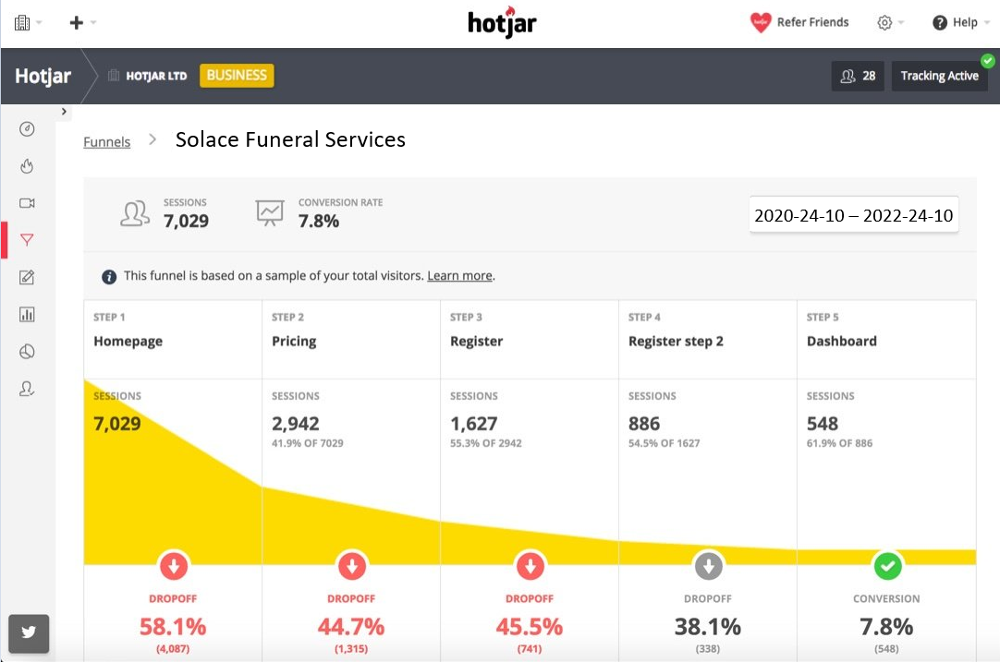 hotjar
hotjar
Refer Friends
Help
Hotjar
HOTJAR LTD
BUSINESS
28
Tracking Active
Funnels
Solace Funeral Services
SESSIONS
7,029
CONVERSION RATE
7.8%
2020-24-10 – 2022-24-10
This funnel is based on a sample of your total visitors. Learn more.
STEP 1
Homepage
STEP 2
Pricing
STEP 3
Register
STEP 4
Register step 2
STEP 5
Dashboard
SESSIONS
7,029
SESSIONS
2,942
41.9% OF 7029
SESSIONS
1,627
55.3% OF 2942
SESSIONS
886
54.5% OF 1627
SESSIONS
548
61.9% OF 886
DROPOFF
58.1%
(4,087)
DROPOFF
44.7%
(1,315)
DROPOFF
45.5%
(741)
DROPOFF
38.1%
(338)
CONVERSION
7.8%
(548)